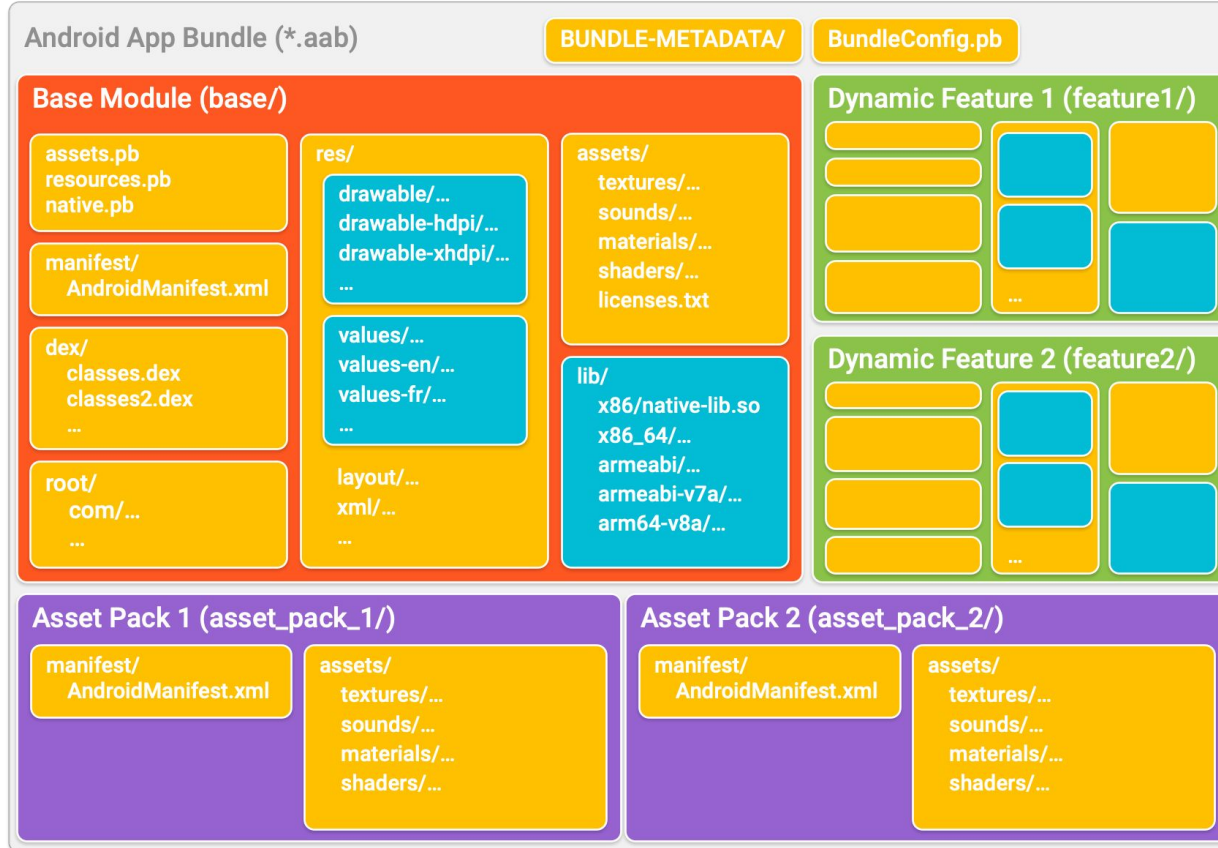 Android App Bundle (*.aab)
BUNDLE-METADATA/
BundleConfig.pb
Base Module (base/)
assets.pb
resources.pb
native.pb
manifest/
AndroidManifest.xml
dex/
classes.dex
classes2.dex
...
root/
com/...
...
res/
drawable/...
drawable-hdpi/...
drawable-xhdpi/...
...
values/...
values-en/...
values-fr/...
...
layout/...
xml/...
...
assets/
textures/...
sounds/...
materials/...
shaders/...
licenses.txt
lib/
x86/native-lib.so
x86_64/...
armeabi/...
armeabi-v7a/...
arm64-v8a/...
Dynamic Feature 1 (feature1/)
...
Dynamic Feature 2 (feature2/)
...
Asset Pack 1 (asset_pack_1/)
manifest/
AndroidManifest.xml
assets/
textures/...
sounds/...
materials/...
shaders/...
Asset Pack 2 (asset_pack_2/)
manifest/
AndroidManifest.xml
assets/
textures/...
sounds/...
materials/...
shaders/...